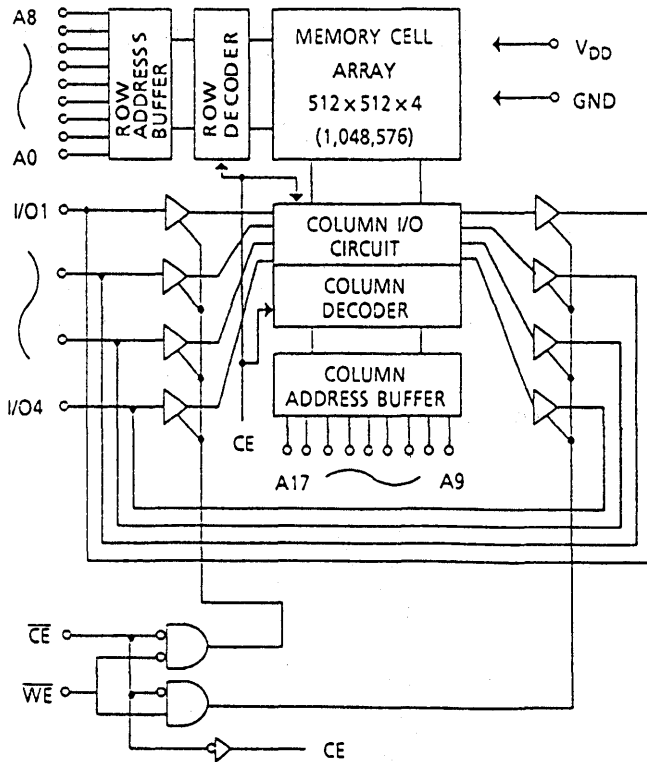 A8
A0
ROW ADDRESS S
BUFFER
ROW
DECODER
MEMORY CELL
ARRAY
512 x 512 x 4
(1,048,576)
VDD
GND
I/O1
I/O4
COLUMN I/O
CIRCUIT
COLUMN
DECODER
COLUMN
ADDRESS BUFFER
CE
A17
A9
CE
WE
CE